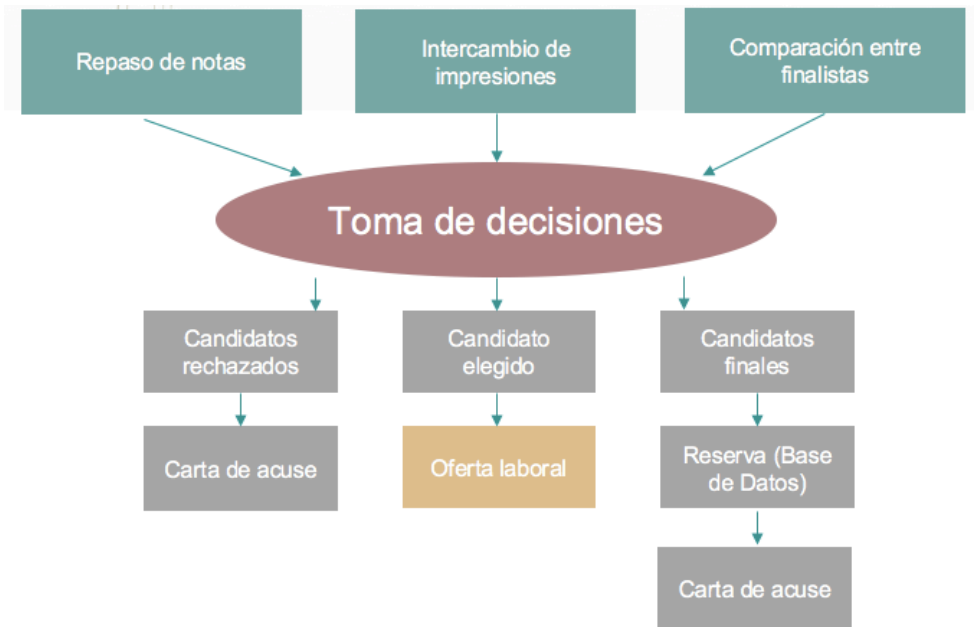 Repaso de notas
Intercambio de
impresiones
Comparación entre
finalistas
Toma de decisiones
Candidatos
rechazados
Candidato
elegido
Candidatos
finales
Carta de acuse
Oferta laboral
Reserva (Base
de Datos)
Carta de acuse